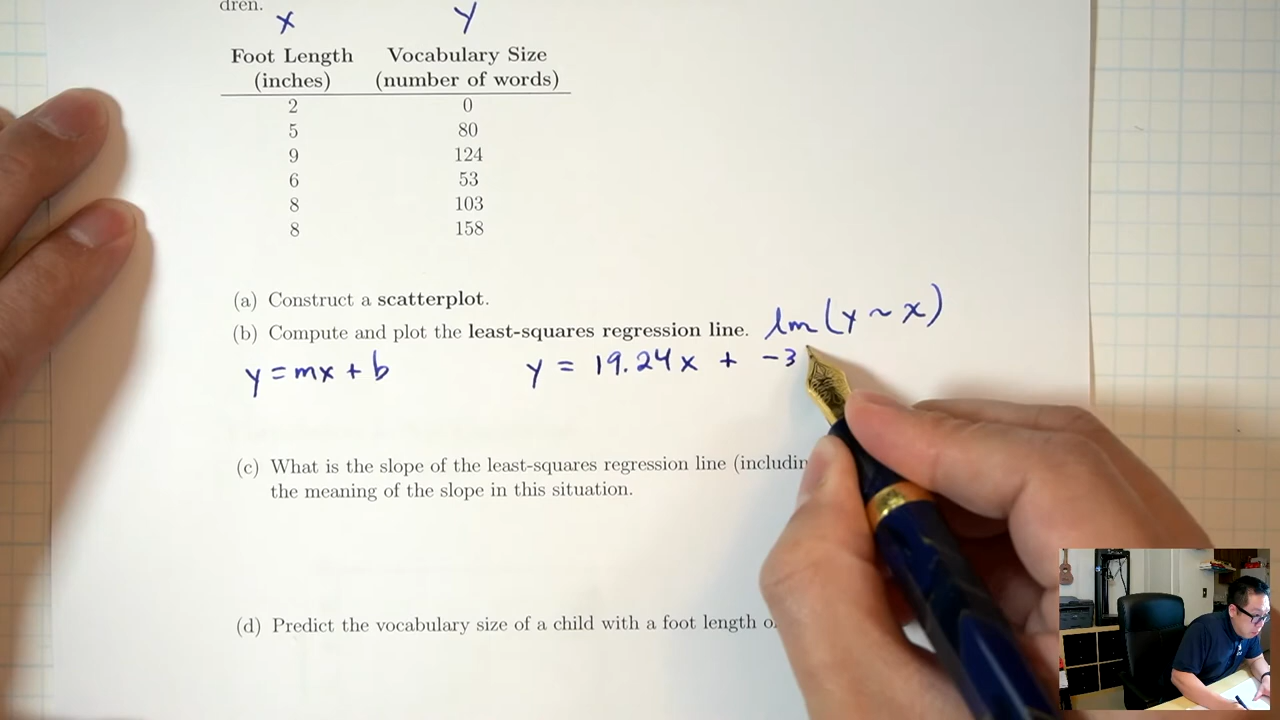 dren.
x y
Foot Length Vocabulary Size
(inches) (number of words)
2 0
5 80
9 124
6 53
8 103
8 158
(a) Construct a scatterplot.
(b) Compute and plot the least-squares regression line. lm(y ~ x)
y = mx + b y = 19.24x + -3
(c) What is the slope of the least-squares regression line
the meaning of the slope in this situation.
(d) Predict the vocabulary size of a child with a foot length